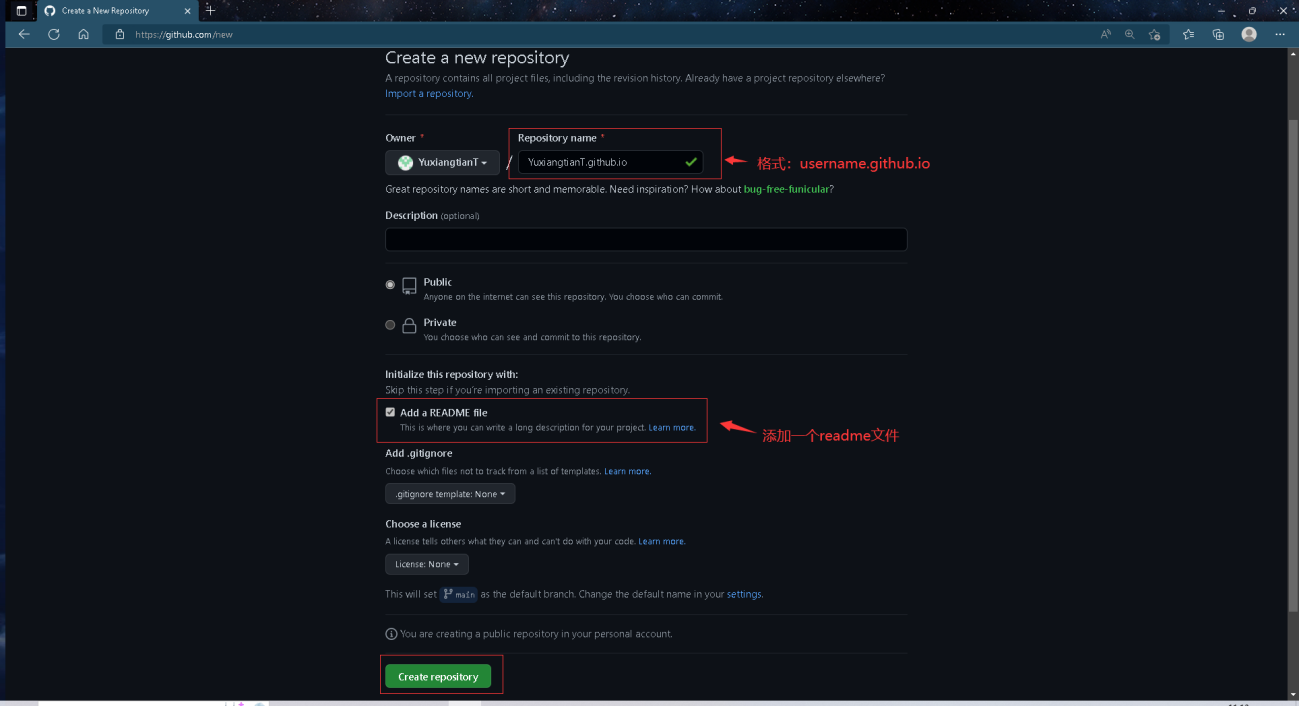 Create a New Repository
https://github.com/new
Create a new repository
A repository contains all project files, including the revision history. Already have a project repository elsewhere?
Import a repository.
Owner *
Repository name *
YuxiangtianT
/
YuxiangtianT.github.io
格式：username.github.io
Great repository names are short and memorable. Need inspiration? How about bug-free-funicular?
Description (optional)
Public
Anyone on the internet can see this repository. You choose who can commit.
Private
You choose who can see and commit to this repository.
Initialize this repository with:
Skip this step if you're importing an existing repository.
Add a README file
This is where you can write a long description for your project. Learn more.
添加一个readme文件
Add .gitignore
Choose which files not to track from a list of templates. Learn more.
.gitignore template: None
Choose a license
A license tells others what they can and can't do with your code. Learn more.
License: None
This will set main as the default branch. Change the default name in your settings.
You are creating a public repository in your personal account.
Create repository